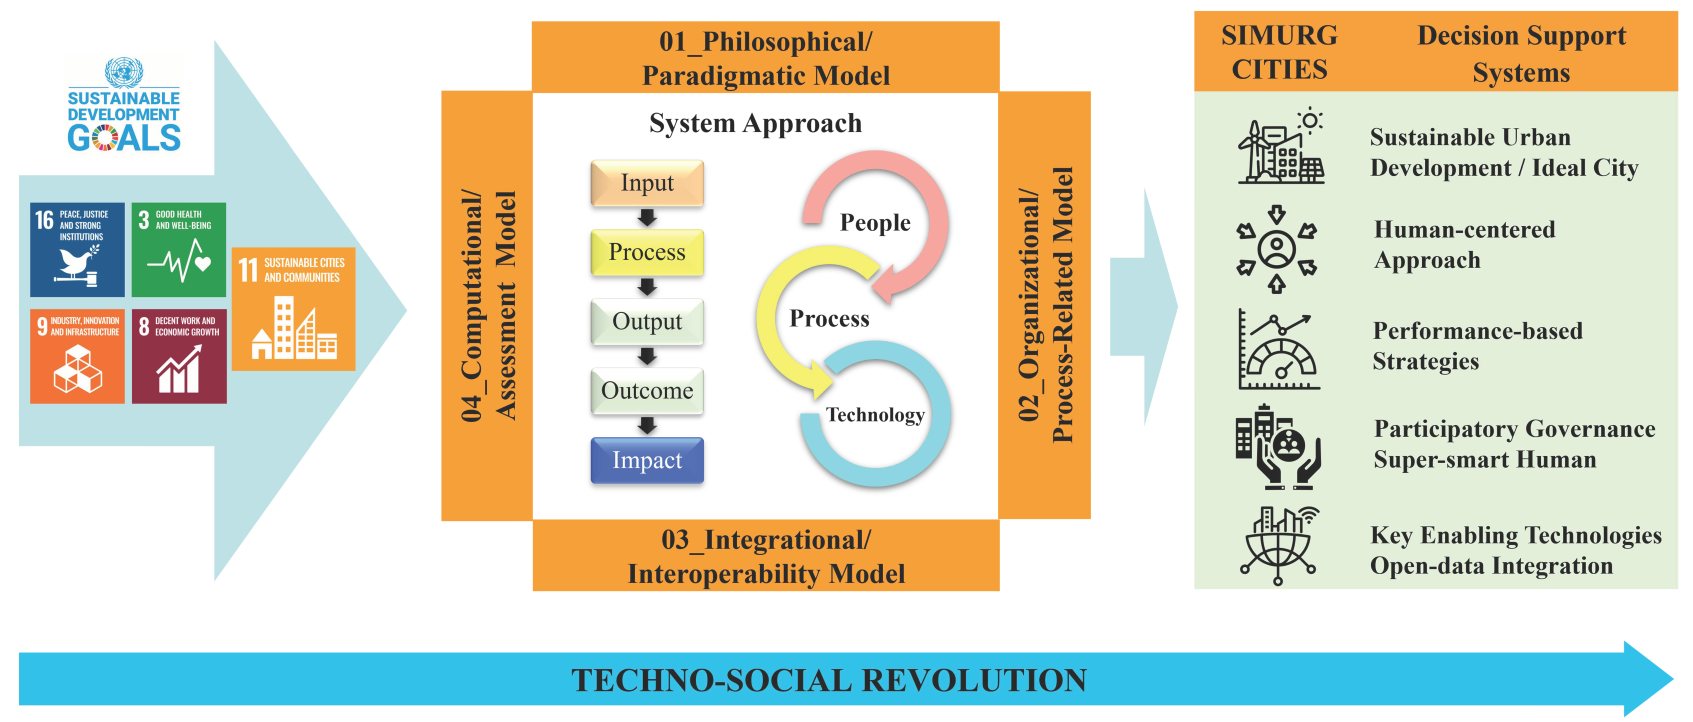 SUSTAINABLE
DEVELOPMENT
GOALS
16 PEACE, JUSTICE
AND STRONG
INSTITUTIONS
3 GOOD HEALTH
AND WELL-BEING
11 SUSTAINABLE CITIES
AND COMMUNITIES
9 INDUSTRY, INNOVATION
AND INFRASTRUCTURE
8 DECENT WORK AND
ECONOMIC GROWTH
01_Philosophical/
Paradigmatic Model
04_Computational/
Assessment Model
System Approach
Input
Process
Output
Outcome
Impact
People
Process
Technology
02_Organizational/
Process-Related Model
03_Integrational/
Interoperability Model
SIMURG
CITIES
Decision Support
Systems
Sustainable Urban
Development / Ideal City
Human-centered
Approach
Performance-based
Strategies
Participatory Governance
Super-smart Human
Key Enabling Technologies
Open-data Integration
TECHNO-SOCIAL REVOLUTION